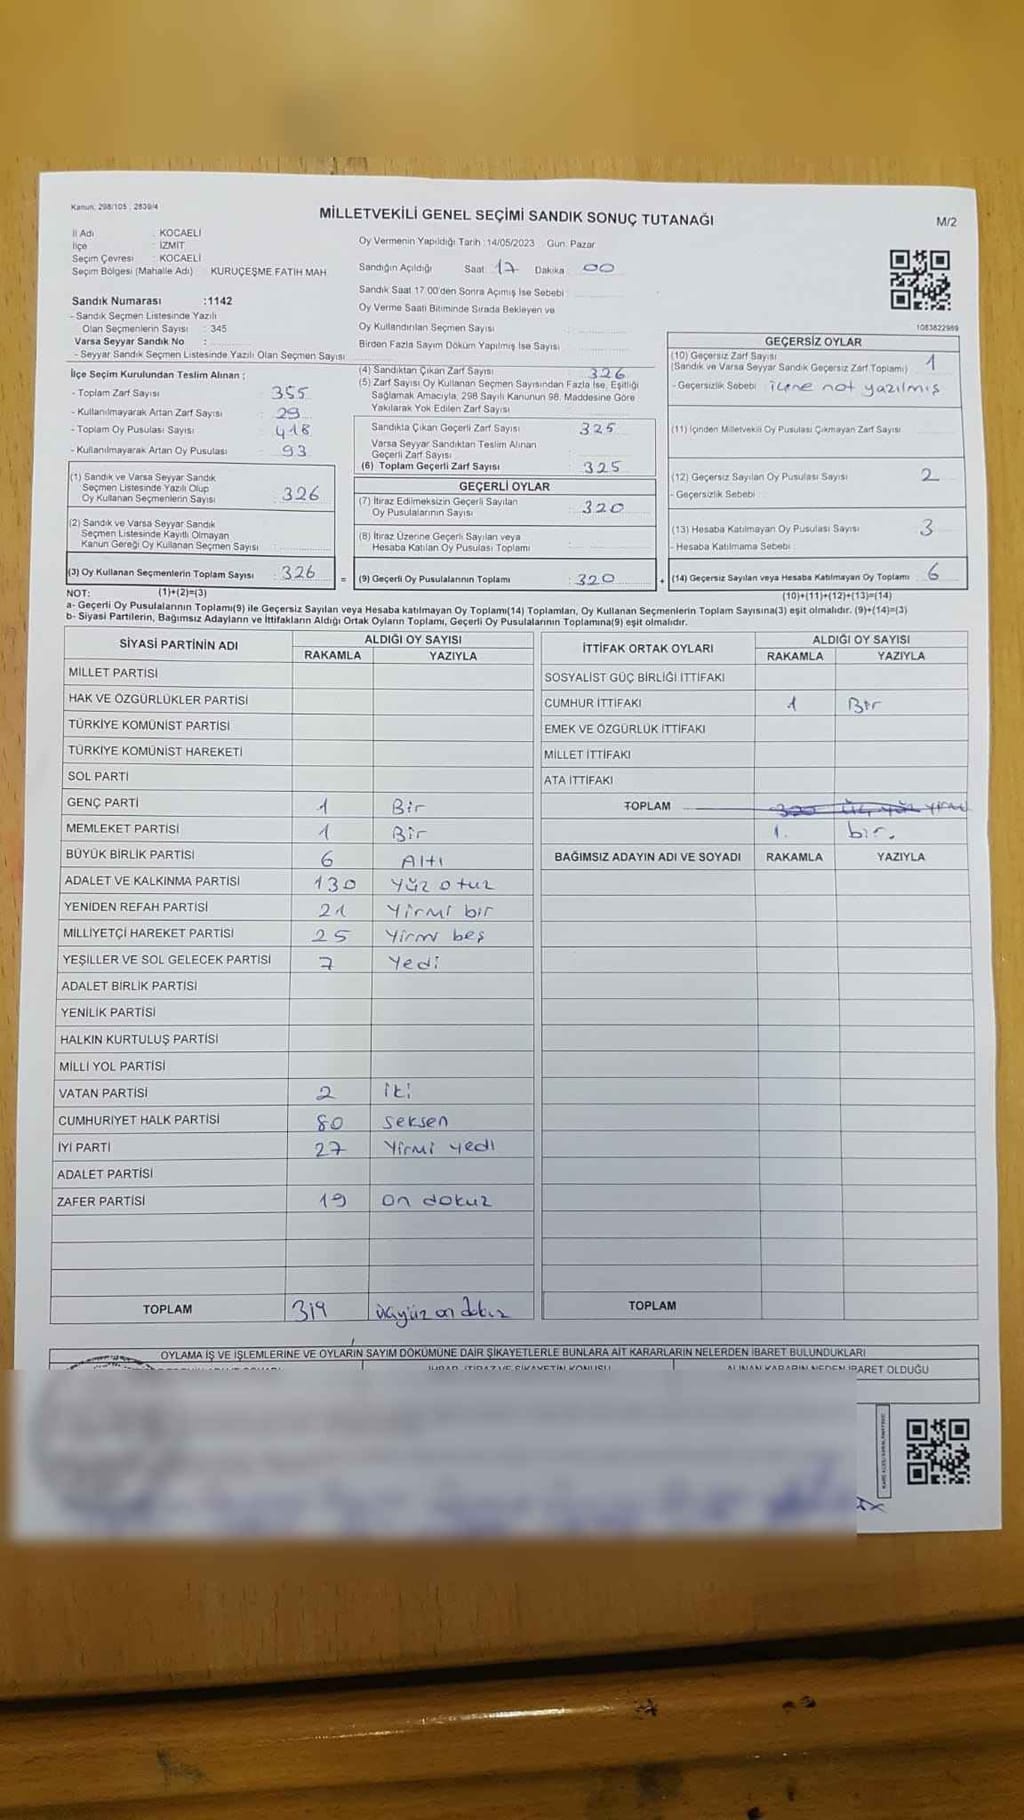 Kanun: 298/105 , 2839/4
MİLLETVEKİLİ GENEL SEÇİMİ SANDIK SONUÇ TUTANAĞI
M/2
İl Adı : KOCAELİ
İlçe : İZMİT
Seçim Çevresi : KOCAELİ
Seçim Bölgesi (Mahalle Adı) : KURUÇEŞME FATİH MAH
Sandık Numarası :1142
- Sandık Seçmen Listesinde Yazılı
Olan Seçmenlerin Sayısı : 345
Varsa Seyyar Sandık No :
- Seyyar Sandık Seçmen Listesinde Yazılı Olan Seçmen Sayısı
Oy Vermenin Yapıldığı Tarih :14/05/2023 Gün: Pazar
Sandığın Açıldığı Saat 17 Dakika 00
Sandık Saat 17.00'den Sonra Açımış İse Sebebi
Oy Verme Saati Bitiminde Sırada Bekleyen ve
Oy Kullandırılan Seçmen Sayısı
Birden Fazla Sayım Döküm Yapılmış İse Sayısı
1083822989
İlçe Seçim Kurulundan Teslim Alınan ;
- Toplam Zarf Sayısı : 355
- Kullanılmayarak Artan Zarf Sayısı : 29
- Toplam Oy Pusulası Sayısı : 418
- Kullanılmayarak Artan Oy Pusulası : 93
(1) Sandık ve Varsa Seyyar Sandık
Seçmen Listesinde Yazılı Olup
Oy Kullanan Seçmenlerin Sayısı : 326
(2) Sandık ve Varsa Seyyar Sandık
Seçmen Listesinde Kayıtlı Olmayan
Kanun Gereği Oy Kullanan Seçmen Sayısı
(3) Oy Kullanan Seçmenlerin Toplam Sayısı : 326
(1)+(2)=(3)
(4) Sandıktan Çıkan Zarf Sayısı 326
(5) Zarf Sayısı Oy Kullanan Seçmen Sayısından Fazla İse, Eşitliği
Sağlamak Amacıyla, 298 Sayılı Kanunun 98. Maddesine Göre
Yakılarak Yok Edilen Zarf Sayısı
Sandıkta Çıkan Geçerli Zarf Sayısı 325
Varsa Seyyar Sandıktan Teslim Alınan
Geçerli Zarf Sayısı
(6) Toplam Geçerli Zarf Sayısı : 325
GEÇERLİ OYLAR
(7) İtiraz Edilmeksizin Geçerli Sayılan
Oy Pusulalarının Sayısı : 320
(8) İtiraz Üzerine Geçerli Sayılan veya
Hesaba Katılan Oy Pusulası Toplamı
= (9) Geçerli Oy Pusulalarının Toplamı : 320
GEÇERSİZ OYLAR
(10) Geçersiz Zarf Sayısı
(Sandık ve Varsa Seyyar Sandık Geçersiz Zarf Toplamı) 1
- Geçersizlik Sebebi : içine not yazılmış
(11) İçinden Milletvekili Oy Pusulası Çıkmayan Zarf Sayısı
(12) Geçersiz Sayılan Oy Pusulası Sayısı 2
- Geçersizlik Sebebi :
(13) Hesaba Katılmayan Oy Pusulası Sayısı 3
- Hesaba Katılmama Sebebi :
+ (14) Geçersiz Sayılan veya Hesaba Katılmayan Oy Toplamı : 6
(10)+(11)+(12)+(13)=(14)
NOT:
a- Geçerli Oy Pusulalarının Toplamı(9) ile Geçersiz Sayılan veya Hesaba katılmayan Oy Toplamı(14) Toplamları, Oy Kullanan Seçmenlerin Toplam Sayısına(3) eşit olmalıdır. (9)+(14)=(3)
b- Siyasi Partilerin, Bağımsız Adayların ve İttifakların Aldığı Ortak Oyların Toplamı, Geçerli Oy Pusulalarının Toplamına(9) eşit olmalıdır.
SİYASİ PARTİNİN ADI ALDIĞI OY SAYISI
RAKAMLA YAZIYLA
MİLLET PARTİSİ
HAK VE ÖZGÜRLÜKLER PARTİSİ
TÜRKİYE KOMÜNİST PARTİSİ
TÜRKİYE KOMÜNİST HAREKETİ
SOL PARTİ
GENÇ PARTİ 1 Bir
MEMLEKET PARTİSİ 1 Bir
BÜYÜK BİRLİK PARTİSİ 6 Altı
ADALET VE KALKINMA PARTİSİ 130 Yüz otuz
YENİDEN REFAH PARTİSİ 21 Yirmi bir
MİLLİYETÇİ HAREKET PARTİSİ 25 Yirmi beş
YEŞİLLER VE SOL GELECEK PARTİSİ 7 Yedi
ADALET BİRLİK PARTİSİ
YENİLİK PARTİSİ
HALKIN KURTULUŞ PARTİSİ
MİLLİ YOL PARTİSİ
VATAN PARTİSİ 2 iki
CUMHURİYET HALK PARTİSİ 80 seksen
İYİ PARTİ 27 Yirmi yedi
ADALET PARTİSİ
ZAFER PARTİSİ 19 On dokuz
TOPLAM 319 üçyüz on dokuz
İTTİFAK ORTAK OYLARI ALDIĞI OY SAYISI
RAKAMLA YAZIYLA
SOSYALİST GÜÇ BİRLİĞİ İTTİFAKI
CUMHUR İTTİFAKI 1 Bir
EMEK VE ÖZGÜRLÜK İTTİFAKI
MİLLET İTTİFAKI
ATA İTTİFAKI
TOPLAM 320 üç yüz yirmi
1. bir.
BAĞIMSIZ ADAYIN ADI VE SOYADI RAKAMLA YAZIYLA
TOPLAM
OYLAMA İŞ VE İŞLEMLERİNE VE OYLARIN SAYIM DÖKÜMÜNE DAİR ŞİKAYETLERLE BUNLARA AİT KARARLARIN NELERDEN İBARET BULUNDUKLARI
İHBAR, İTİRAZ VE ŞİKAYETİN KONUSU ALINAN KARARIN NEDEN İBARET OLDUĞU